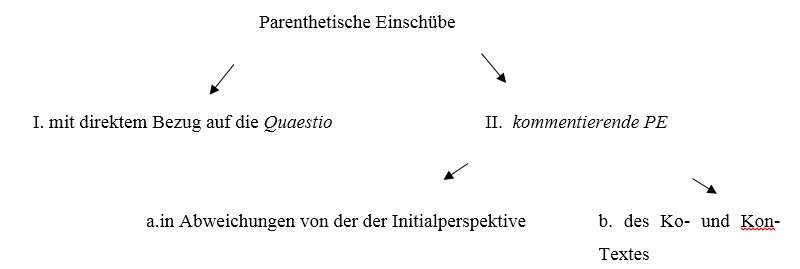 Parenthetische Einschübe
I. mit direktem Bezug auf die Quaestio
II. kommentierende PE
a.in Abweichungen von der der Initialperspektive
b. des Ko- und Kon-
Textes